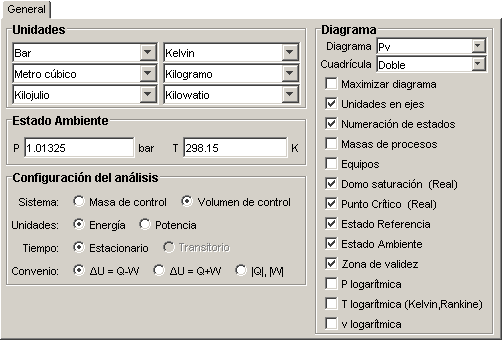 General
Unidades
Bar Kelvin
Metro cúbico Kilogramo
Kilojulio Kilowatio
Estado Ambiente
P 1.01325 bar T 298.15 K
Configuración del análisis
Sistema: Masa de control Volumen de control
Unidades: Energía Potencia
Tiempo: Estacionario Transitorio
Convenio: ΔU = Q-W ΔU = Q+W |Q|, |W|
Diagrama
Diagrama Pv
Cuadrícula Doble
Maximizar diagrama
Unidades en ejes
Numeración de estados
Masas de procesos
Equipos
Domo saturación (Real)
Punto Crítico (Real)
Estado Referencia
Estado Ambiente
Zona de validez
P logarítmica
T logarítmica (Kelvin,Rankine)
v logarítmica